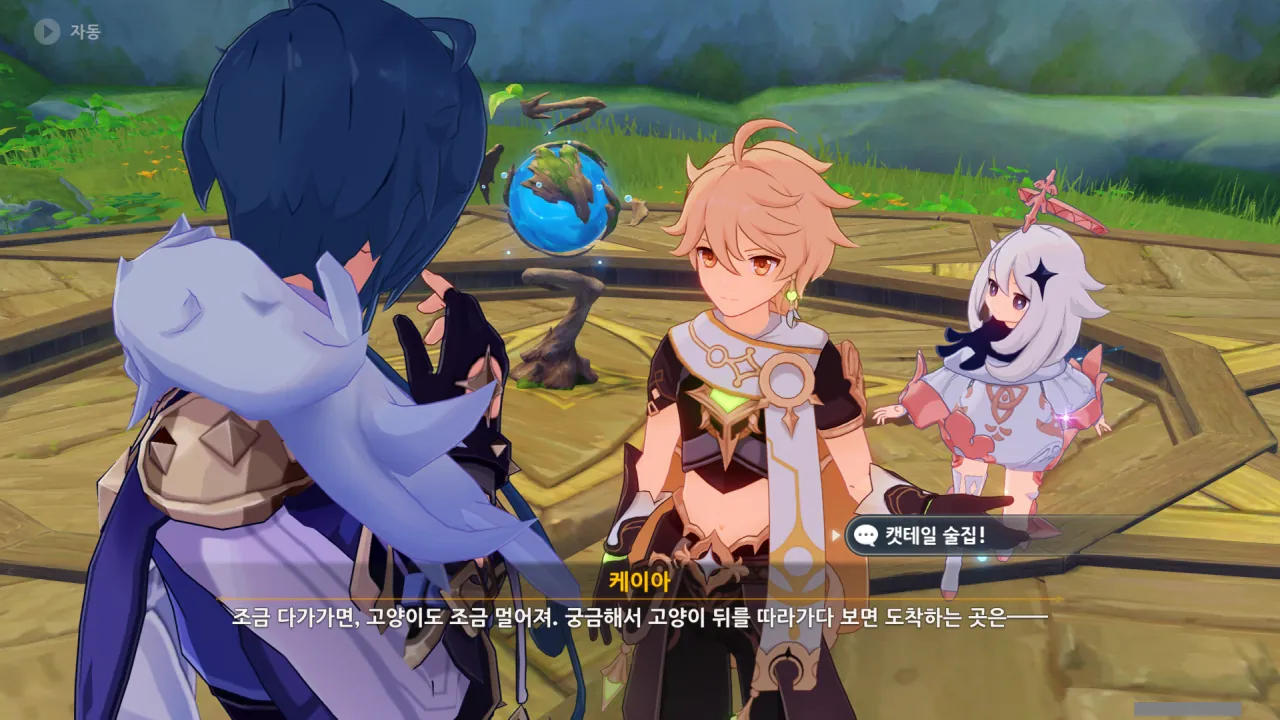 자동
캣테일 술집!
케이아
조금 다가가면, 고양이도 조금 멀어져. 궁금해서 고양이 뒤를 따라가다 보면 도착하는 곳은——